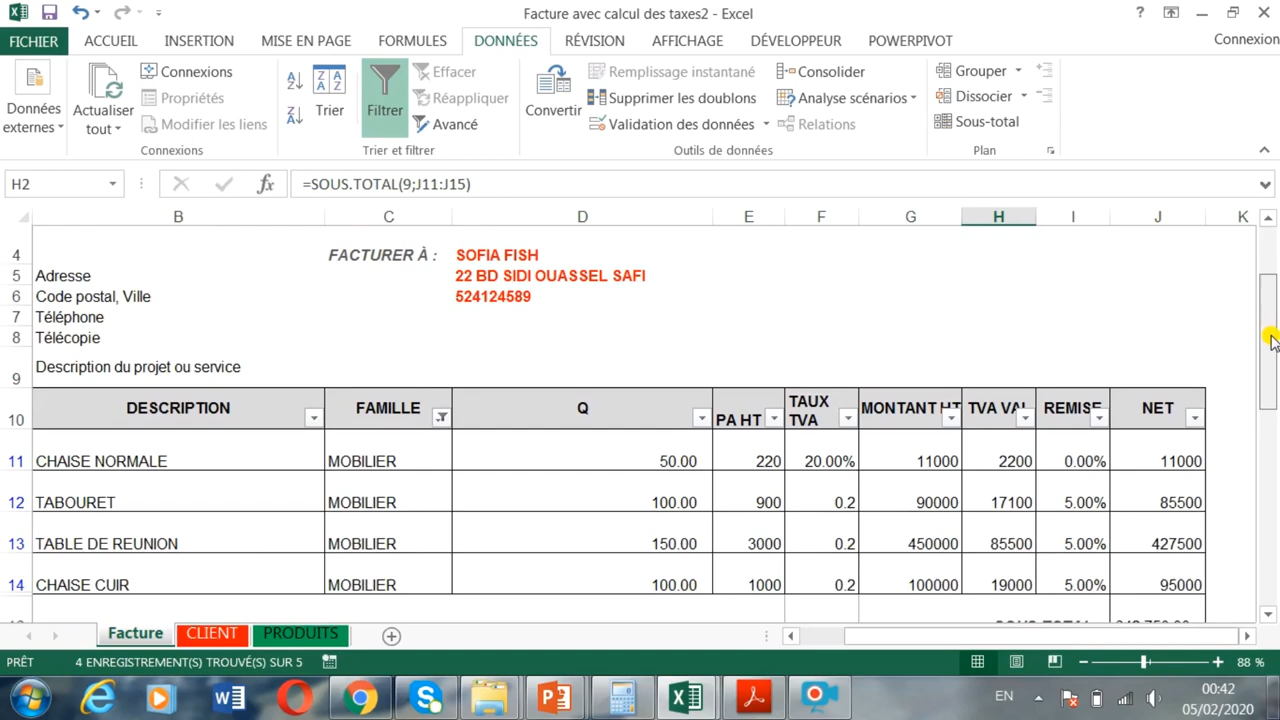 Facture avec calcul des taxes2 - Excel
FICHIER ACCUEIL INSERTION MISE EN PAGE FORMULES DONNÉES RÉVISION AFFICHAGE DÉVELOPPEUR POWERPIVOT Connexion
Données externes
Actualiser tout
Connexions
Propriétés
Modifier les liens
Connexions
Trier
Filtrer
Effacer
Réappliquer
Avancé
Trier et filtrer
Convertir
Remplissage instantané
Supprimer les doublons
Validation des données
Consolider
Analyse scénarios
Relations
Outils de données
Grouper
Dissocier
Sous-total
Plan
H2 fx =SOUS.TOTAL(9;J11:J15)
B C D E F G H I J K
4 FACTURER À : SOFIA FISH
5 Adresse 22 BD SIDI OUASSEL SAFI
6 Code postal, Ville 524124589
7 Téléphone
8 Télécopie
9 Description du projet ou service
10 DESCRIPTION FAMILLE Q PA HT TAUX TVA MONTANT HT TVA VAL REMISE NET
11 CHAISE NORMALE MOBILIER 50.00 220 20.00% 11000 2200 0.00% 11000
12 TABOURET MOBILIER 100.00 900 0.2 90000 17100 5.00% 85500
13 TABLE DE REUNION MOBILIER 150.00 3000 0.2 450000 85500 5.00% 427500
14 CHAISE CUIR MOBILIER 100.00 1000 0.2 100000 19000 5.00% 95000
Facture CLIENT PRODUITS
PRÊT 4 ENREGISTREMENT(S) TROUVÉ(S) SUR 5 88 %
EN 00:42
05/02/2020